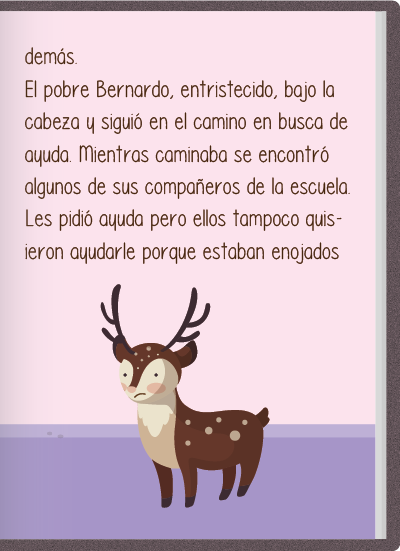 demás.
El pobre Bernardo, entristecido, bajo la
cabeza y siguió en el camino en busca de
ayuda. Mientras caminaba se encontró
algunos de sus compañeros de la escuela.
Les pidió ayuda pero ellos tampoco quis-
ieron ayudarle porque estaban enojados